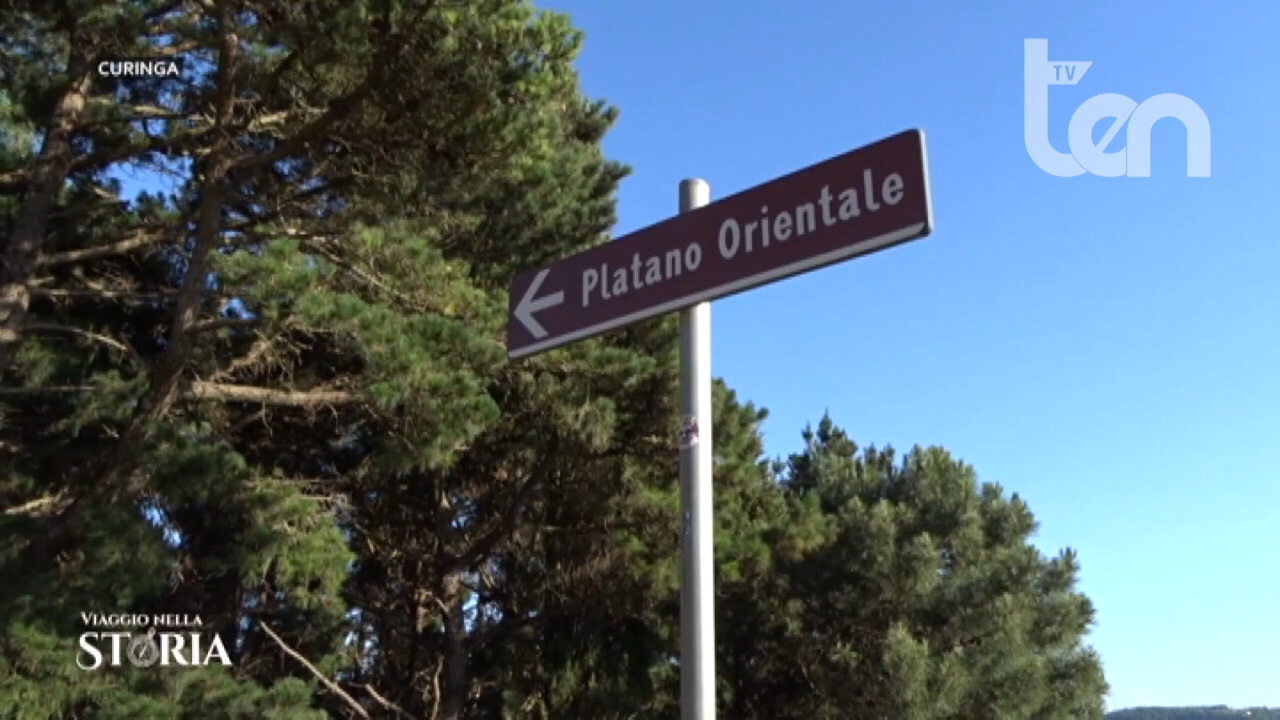 CURINGA
TV
ten
Platano Orientale
VIAGGIO NELLA
STORIA